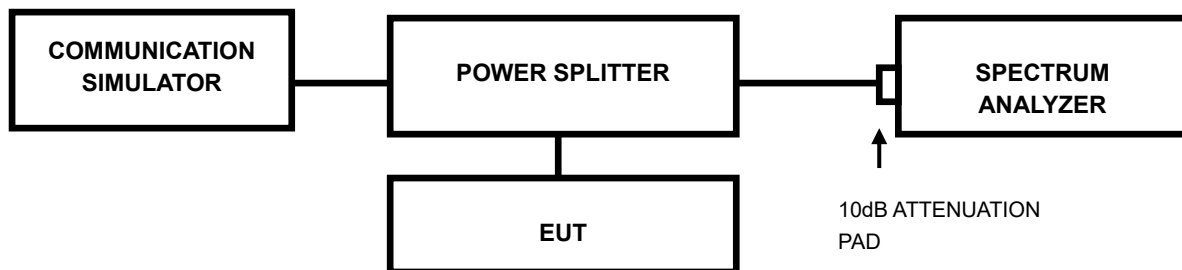 COMMUNICATION
SIMULATOR
POWER SPLITTER
SPECTRUM
ANALYZER
EUT
10dB ATTENUATION
PAD